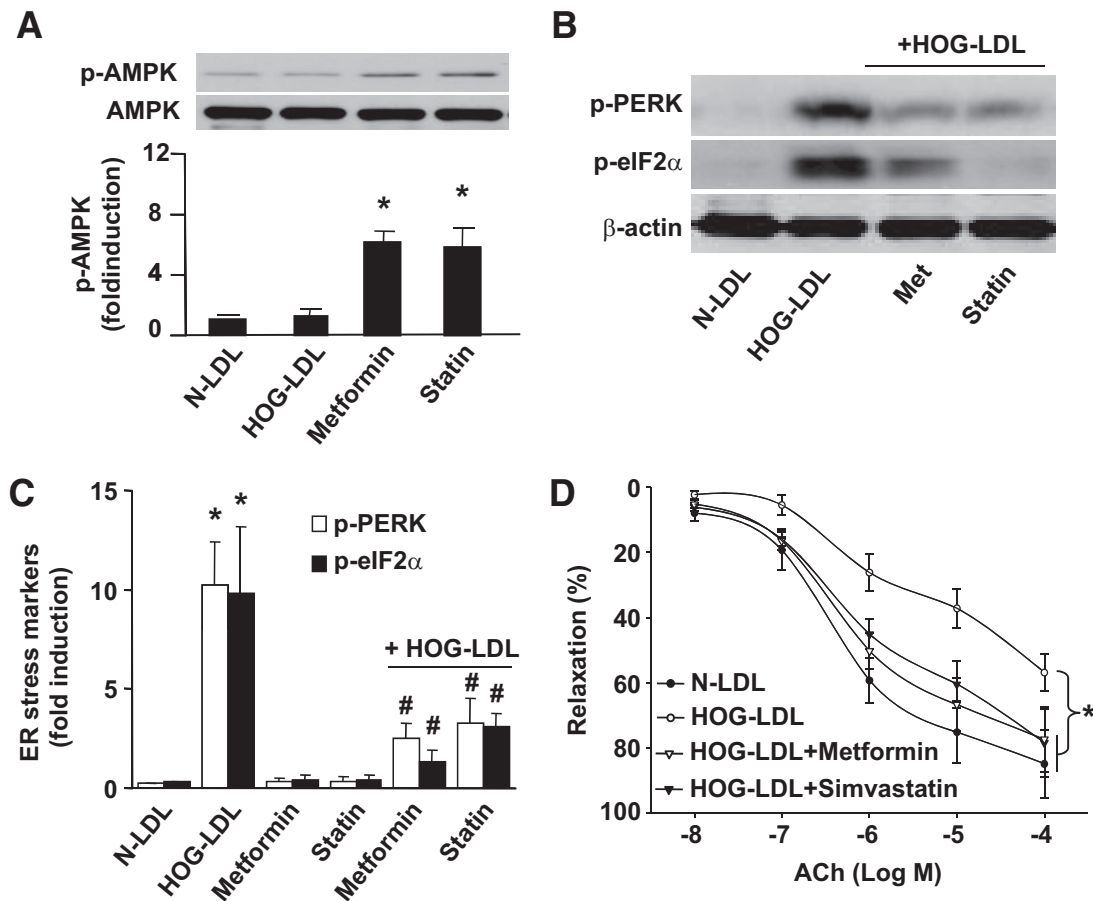 A
p-AMPK
AMPK
p-AMPK
(foldinduction)
12
8
4
0
*
*
N-LDL
HOG-LDL
Metformin
Statin
B
+HOG-LDL
p-PERK
p-eIF2α
β-actin
N-LDL
HOG-LDL
Met
Statin
C
ER stress markers
(fold induction)
15
10
5
0
* *
p-PERK
p-eIF2α
+ HOG-LDL
# # # #
N-LDL
HOG-LDL
Metformin
Statin
Metformin
Statin
D
Relaxation (%)
0
20
40
60
80
100
N-LDL
HOG-LDL
HOG-LDL+Metformin
HOG-LDL+Simvastatin
*
-8 -7 -6 -5 -4
ACh (Log M)